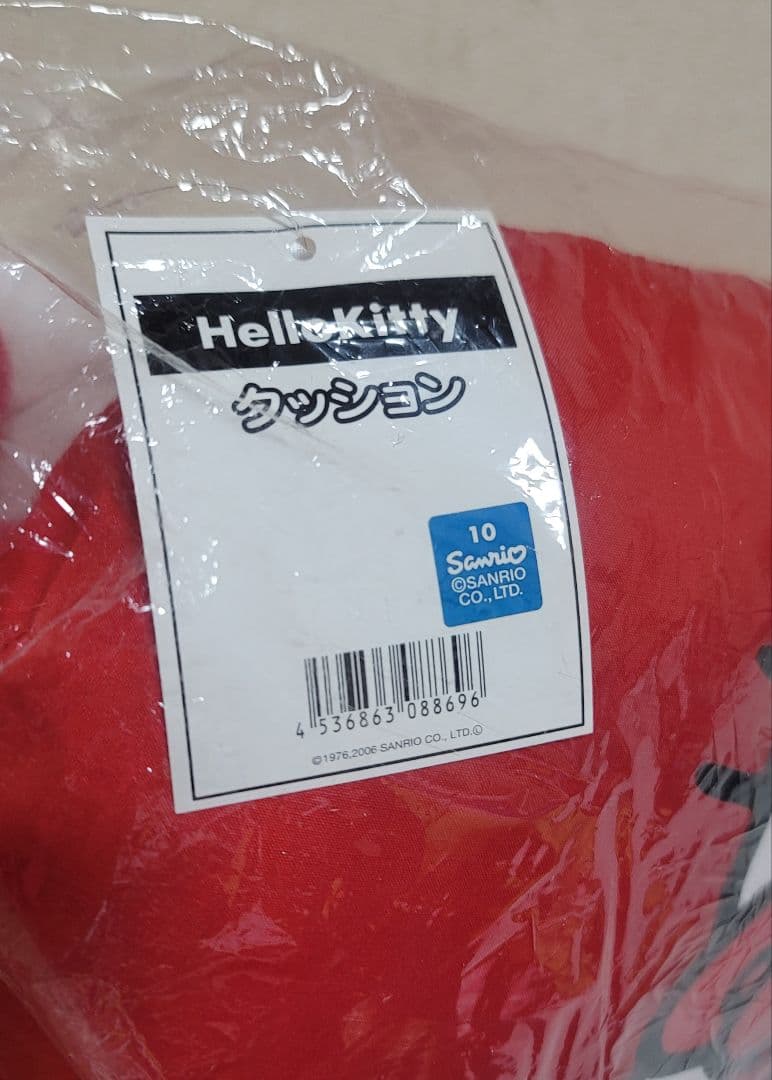 HelloKitty
クッション
10
Sanrio
©SANRIO
CO., LTD.
4 536863 088696
©1976,2006 SANRIO CO., LTD.Ⓛ